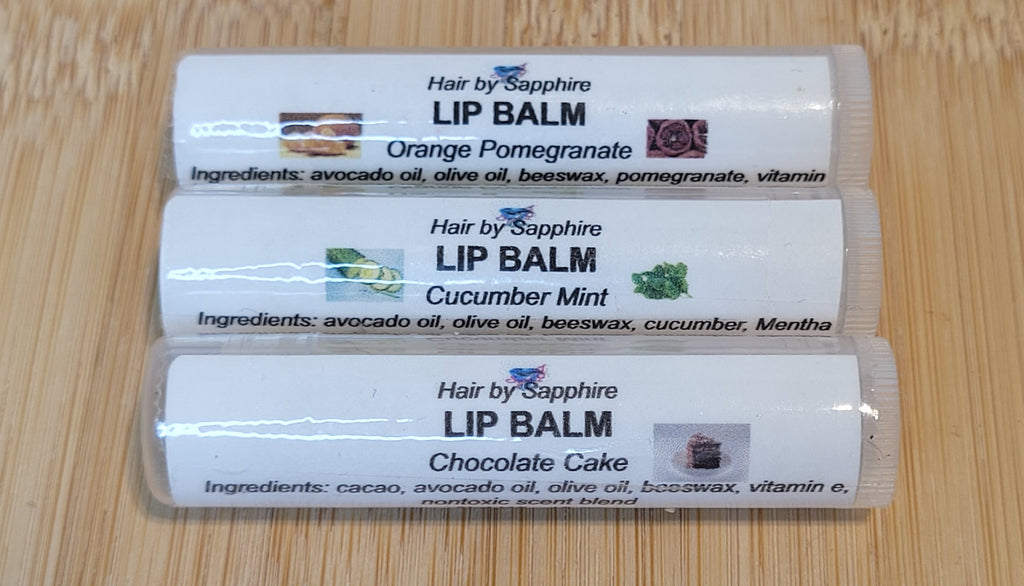 Hair by Sapphire
LIP BALM
Orange Pomegranate
Ingredients: avocado oil, olive oil, beeswax, pomegranate, vitamin
Hair by Sapphire
LIP BALM
Cucumber Mint
Ingredients: avocado oil, olive oil, beeswax, cucumber, Mentha
Hair by Sapphire
LIP BALM
Chocolate Cake
Ingredients: cacao, avocado oil, olive oil, beeswax, vitamin e,
nontoxic scent blend